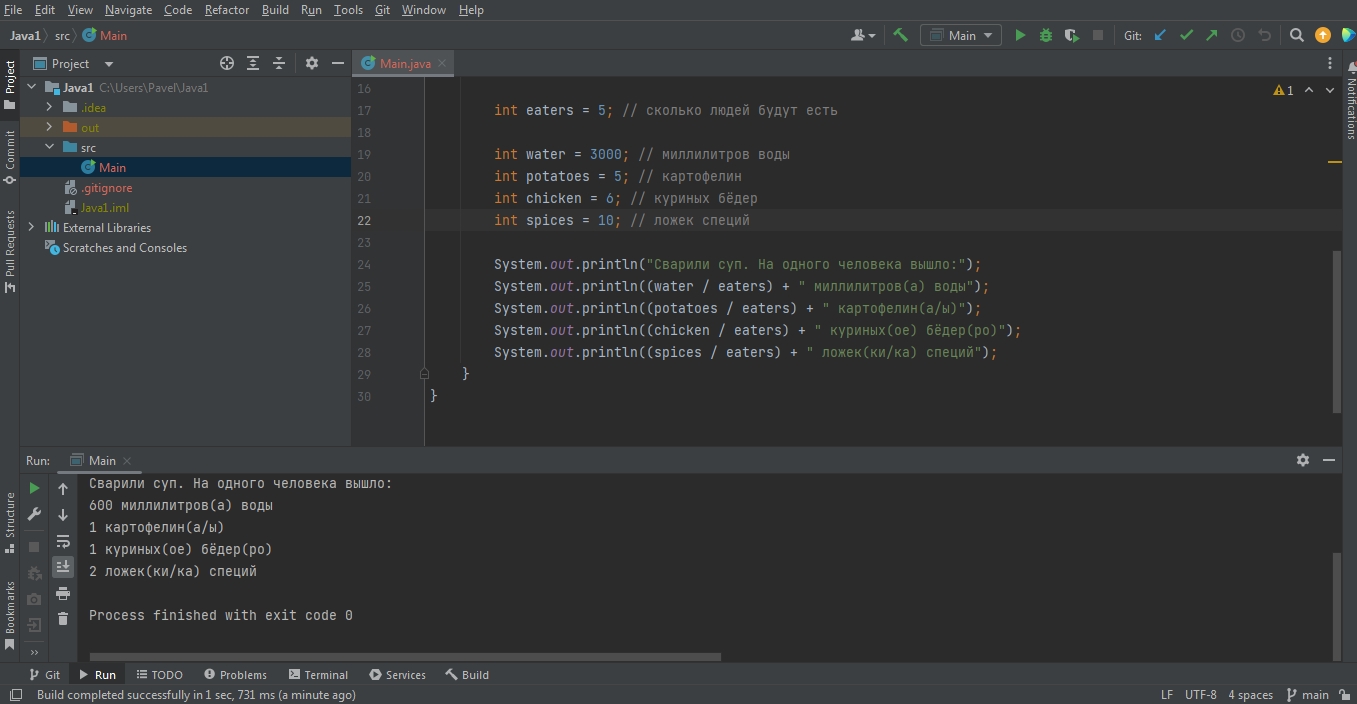 File Edit View Navigate Code Refactor Build Run Tools Git Window Help
Java1 src Main Main Git:
Project
Java1 C:\Users\Pavel\Java1
.idea
out
src
Main
.gitignore
Java1.iml
External Libraries
Scratches and Consoles
Main.java
1
16
17 int eaters = 5; // сколько людей будут есть
18
19 int water = 3000; // миллилитров воды
20 int potatoes = 5; // картофелин
21 int chicken = 6; // куриных бёдер
22 int spices = 10; // ложек специй
23
24 System.out.println("Сварили суп. На одного человека вышло:");
25 System.out.println((water / eaters) + " миллилитров(а) воды");
26 System.out.println((potatoes / eaters) + " картофелин(а/ы)");
27 System.out.println((chicken / eaters) + " куриных(ое) бёдер(ро)");
28 System.out.println((spices / eaters) + " ложек(ки/ка) специй");
29 }
30 }
Project
Commit
Pull Requests
Structure
Bookmarks
Notifications
Run: Main
Сварили суп. На одного человека вышло:
600 миллилитров(а) воды
1 картофелин(а/ы)
1 куриных(ое) бёдер(ро)
2 ложек(ки/ка) специй
Process finished with exit code 0
Git Run TODO Problems Terminal Services Build
Build completed successfully in 1 sec, 731 ms (a minute ago) LF UTF-8 4 spaces main